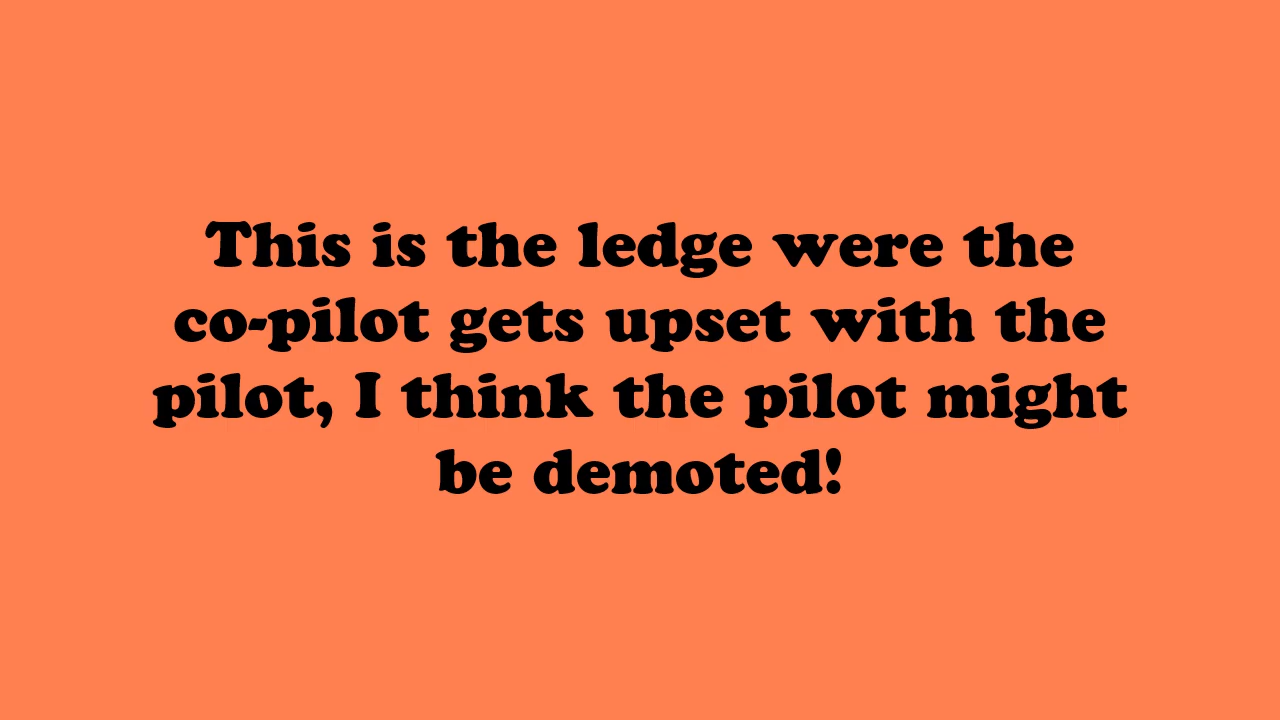 This is the ledge were the
co-pilot gets upset with the
pilot, I think the pilot might
be demoted!